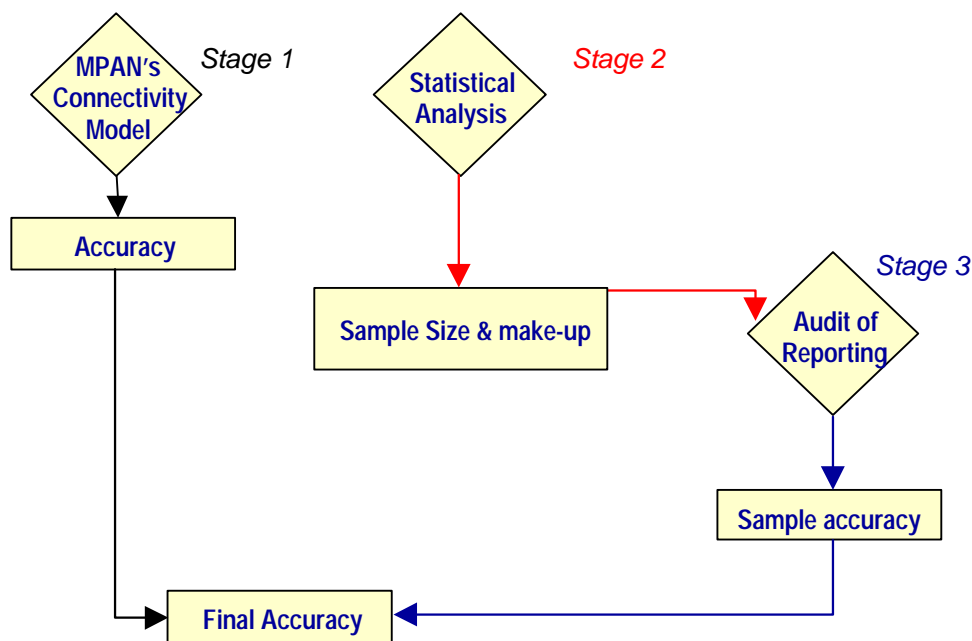 MPAN's
Connectivity
Model
Stage 1
Statistical
Analysis
Stage 2
Accuracy
Sample Size & make-up
Stage 3
Audit of
Reporting
Sample accuracy
Final Accuracy